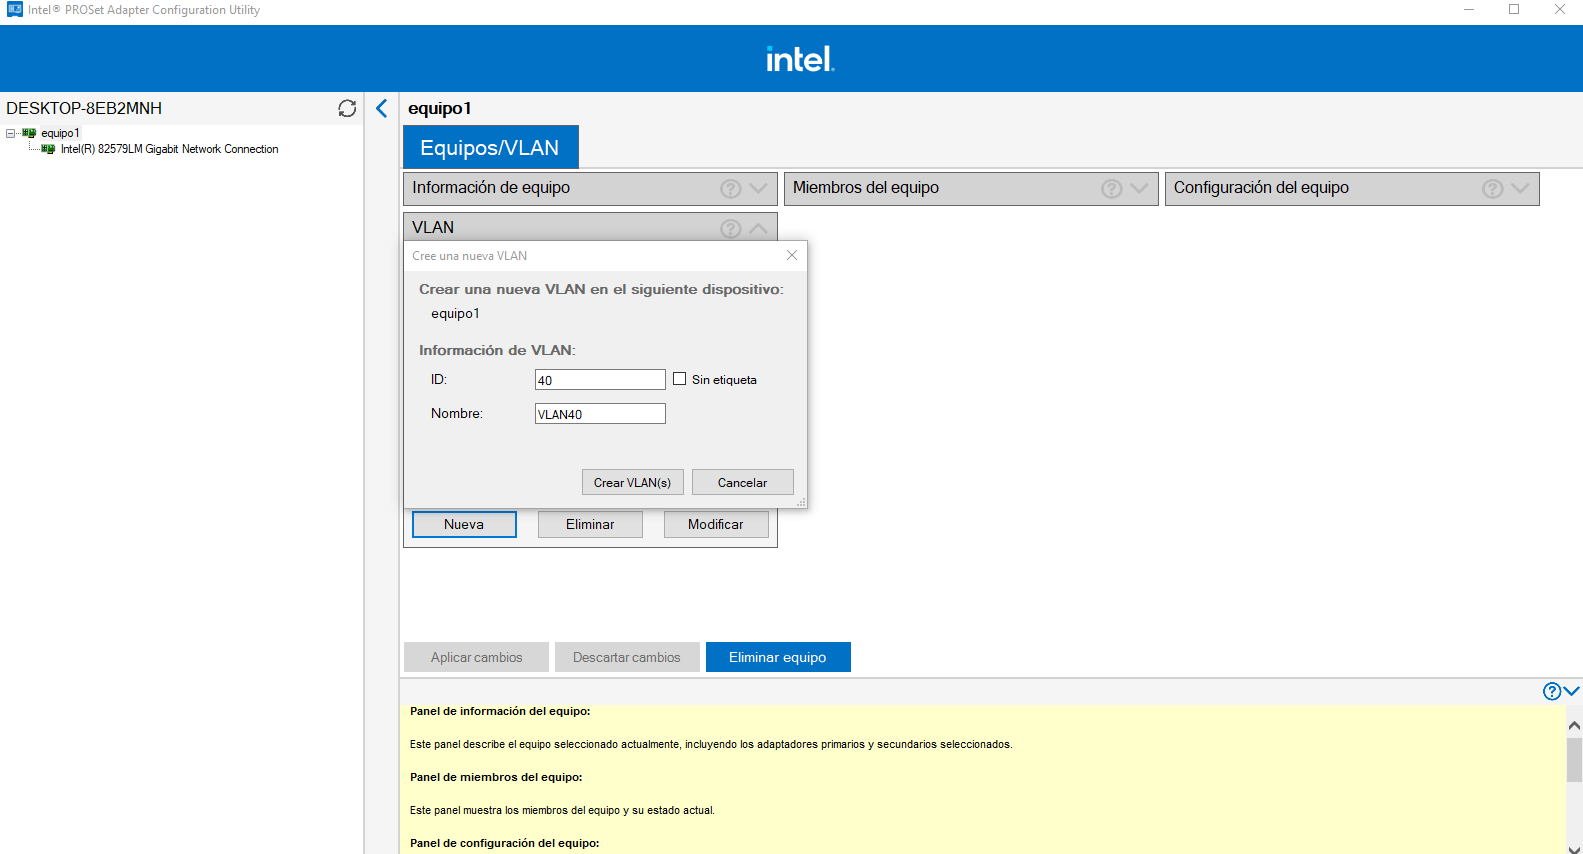 Intel® PROSet Adapter Configuration Utility
intel.
DESKTOP-8EB2MNH
equipo1
Intel(R) 82579LM Gigabit Network Connection
equipo1
Equipos/VLAN
Información de equipo
Miembros del equipo
Configuración del equipo
VLAN
Cree una nueva VLAN
Crear una nueva VLAN en el siguiente dispositivo:
equipo1
Información de VLAN:
ID:
40
Sin etiqueta
Nombre:
VLAN40
Crear VLAN(s)
Cancelar
Nueva
Eliminar
Modificar
Aplicar cambios
Descartar cambios
Eliminar equipo
Panel de información del equipo:
Este panel describe el equipo seleccionado actualmente, incluyendo los adaptadores primarios y secundarios seleccionados.
Panel de miembros del equipo:
Este panel muestra los miembros del equipo y su estado actual.
Panel de configuración del equipo: